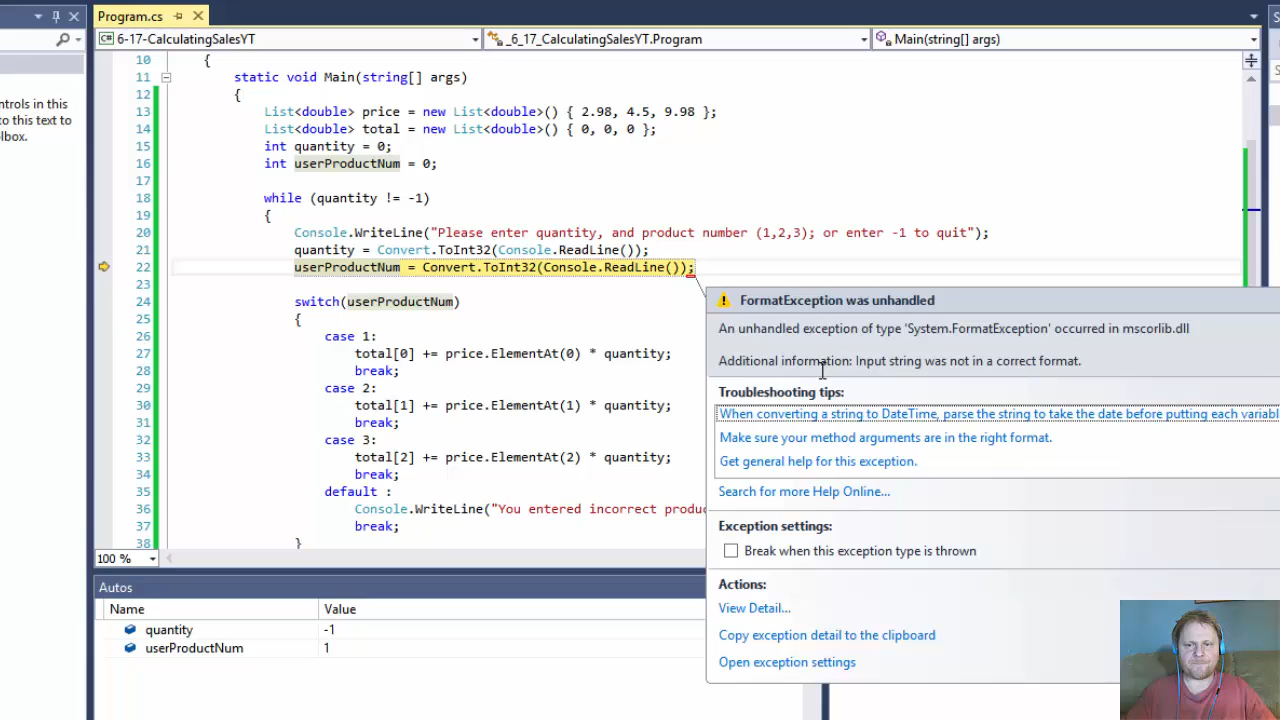 Program.cs
6-17-CalculatingSalesYT
_6_17_CalculatingSalesYT.Program
Main(string[] args)
ntrols in this
to this text to
lbox.
10 {
11 static void Main(string[] args)
12 {
13 List<double> price = new List<double>() { 2.98, 4.5, 9.98 };
14 List<double> total = new List<double>() { 0, 0, 0 };
15 int quantity = 0;
16 int userProductNum = 0;
17
18 while (quantity != -1)
19 {
20 Console.WriteLine("Please enter quantity, and product number (1,2,3); or enter -1 to quit");
21 quantity = Convert.ToInt32(Console.ReadLine());
22 userProductNum = Convert.ToInt32(Console.ReadLine());
23
24 switch(userProductNum)
25 {
26 case 1:
27 total[0] += price.ElementAt(0) * quantity;
28 break;
29 case 2:
30 total[1] += price.ElementAt(1) * quantity;
31 break;
32 case 3:
33 total[2] += price.ElementAt(2) * quantity;
34 break;
35 default :
36 Console.WriteLine("You entered incorrect produc
37 break;
38 }
100 %
FormatException was unhandled
An unhandled exception of type 'System.FormatException' occurred in mscorlib.dll
Additional information: Input string was not in a correct format.
Troubleshooting tips:
When converting a string to DateTime, parse the string to take the date before putting each variabl
Make sure your method arguments are in the right format.
Get general help for this exception.
Search for more Help Online...
Exception settings:
Break when this exception type is thrown
Actions:
View Detail...
Copy exception detail to the clipboard
Open exception settings
Autos
Name Value
quantity -1
userProductNum 1